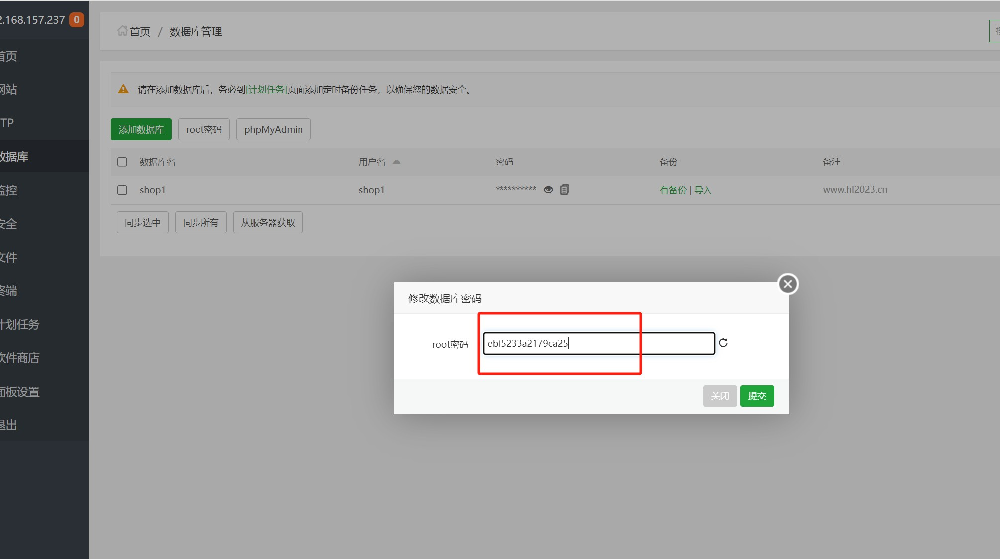 2.168.157.237 0
首页
网站
TP
数据库
监控
安全
文件
终端
计划任务
软件商店
面板设置
退出
首页 / 数据库管理
请在添加数据库后，务必到[计划任务]页面添加定时备份任务，以确保您的数据安全。
添加数据库 root密码 phpMyAdmin
数据库名 用户名 密码 备份 备注
shop1 shop1 ********** 有备份 | 导入 www.hl2023.cn
同步选中 同步所有 从服务器获取
修改数据库密码
root密码 ebf5233a2179ca25
关闭 提交